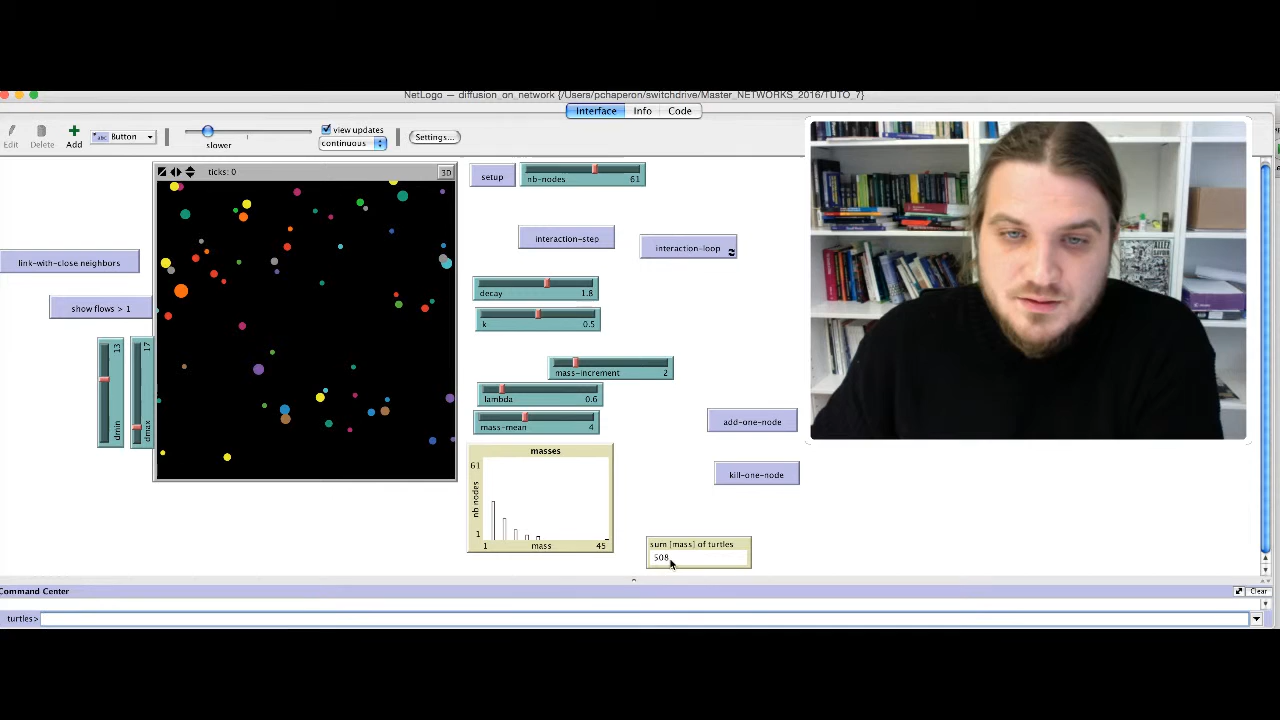 NetLogo — diffusion_on_network {/Users/pchaperon/switchdrive/Master_NETWORKS_2016/TUTO_7}
Interface Info Code
Edit Delete Add Button slower view updates continuous Settings...
ticks: 0 3D
setup
nb-nodes 61
interaction-step
interaction-loop
link-with-close neighbors
show flows > 1
decay 1.8
k 0.5
13 dmin
17 dmax
mass-increment 2
lambda 0.6
mass-mean 4
add-one-node
kill-one-node
masses
61
nb nodes
1
1 mass 45
sum [mass] of turtles
508
Command Center Clear
turtles>